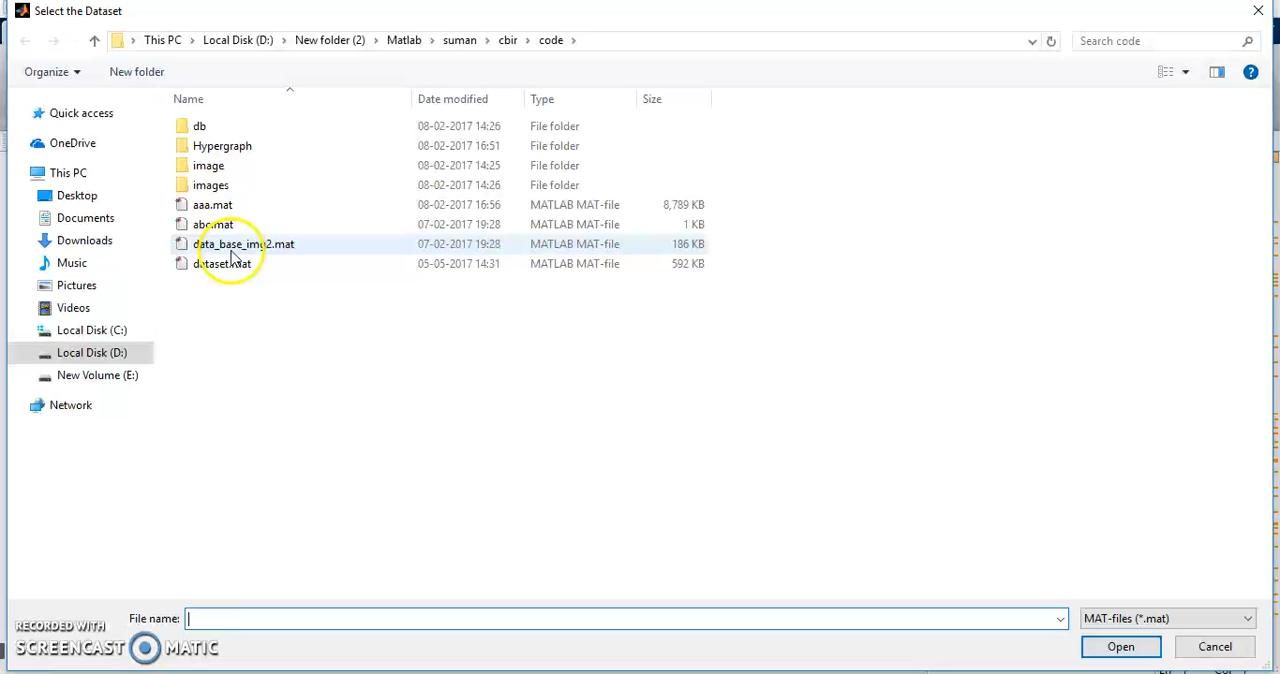 Select the Dataset
This PC > Local Disk (D:) > New folder (2) > Matlab > suman > cbir > code >
Search code
Organize
New folder
Name Date modified Type Size
Quick access
OneDrive
This PC
Desktop
Documents
Downloads
Music
Pictures
Videos
Local Disk (C:)
Local Disk (D:)
New Volume (E:)
Network
db 08-02-2017 14:26 File folder
Hypergraph 08-02-2017 16:51 File folder
image 08-02-2017 14:25 File folder
images 08-02-2017 14:26 File folder
aaa.mat 08-02-2017 16:56 MATLAB MAT-file 8,789 KB
abc.mat 07-02-2017 19:28 MATLAB MAT-file 1 KB
data_base_img2.mat 07-02-2017 19:28 MATLAB MAT-file 186 KB
dataset.mat 05-05-2017 14:31 MATLAB MAT-file 592 KB
File name:
MAT-files (*.mat)
Open
Cancel
RECORDED WITH
SCREENCAST MATIC